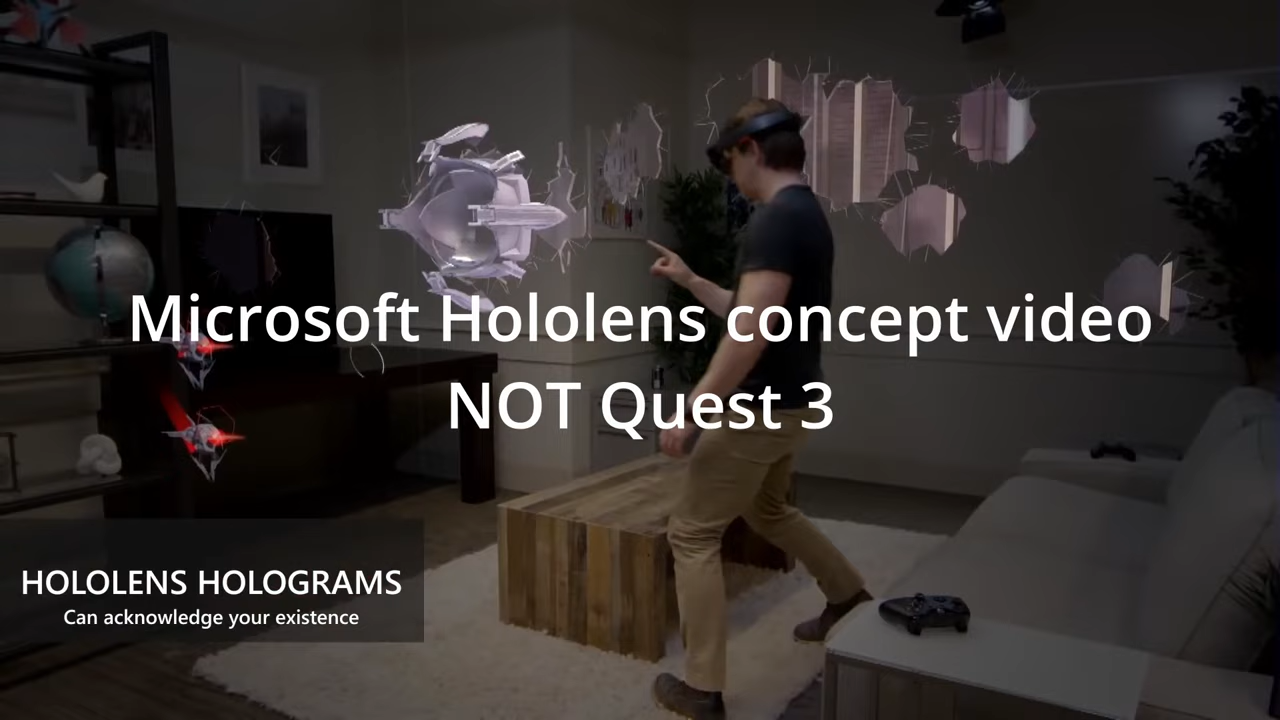 Microsoft Hololens concept video
NOT Quest 3
HOLOLENS HOLOGRAMS
Can acknowledge your existence